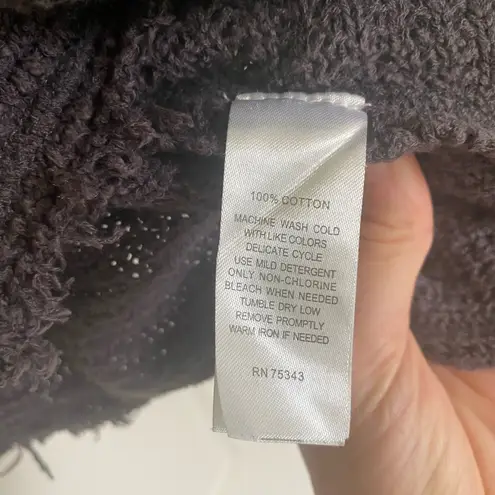 100% COTTON
MACHINE WASH COLD
WITH LIKE COLORS
DELICATE CYCLE
USE MILD DETERGENT
ONLY NON-CHLORINE
BLEACH WHEN NEEDED
TUMBLE DRY LOW
REMOVE PROMPTLY
WARM IRON IF NEEDED
RN 75343